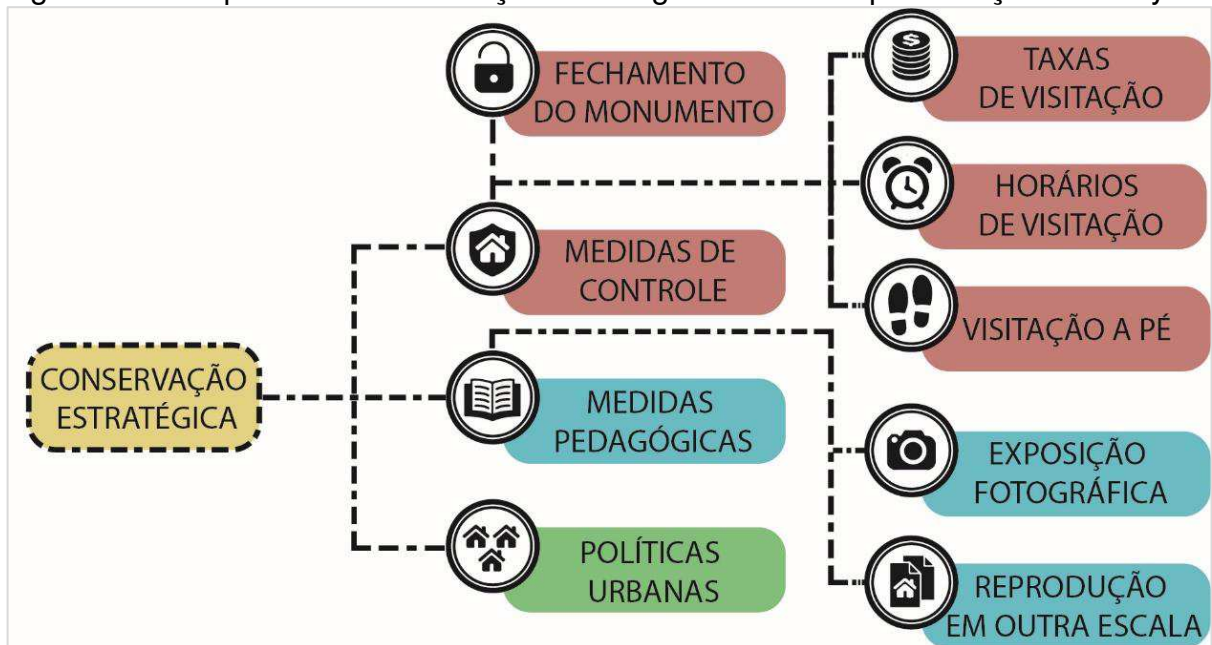 FECHAMENTO
DO MONUMENTO
TAXAS
DE VISITAÇÃO
HORÁRIOS
DE VISITAÇÃO
MEDIDAS DE
CONTROLE
VISITAÇÃO A PÉ
CONSERVAÇÃO
ESTRATÉGICA
MEDIDAS
PEDAGÓGICAS
EXPOSIÇÃO
FOTOGRÁFICA
POLÍTICAS
URBANAS
REPRODUÇÃO
EM OUTRA ESCALA